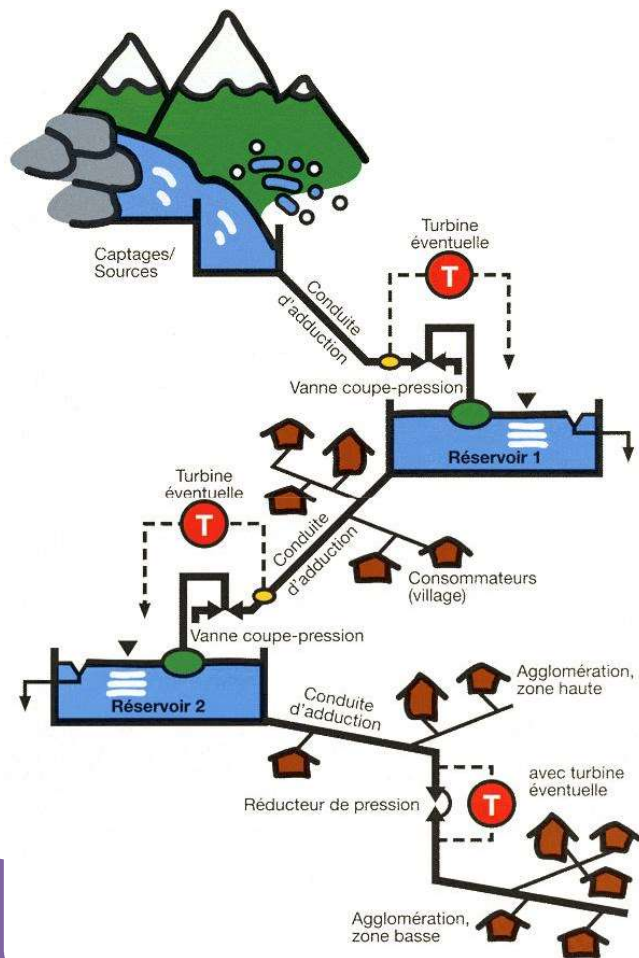 Turbine
éventuelle
T
Captages/
Sources
Conduite
d'adduction
Vanne coupe-pression
Réservoir 1
Turbine
éventuelle
T
Conduite
d'adduction
Consommateurs
(village)
Vanne coupe-pression
Réservoir 2
Conduite
d'adduction
Agglomération,
zone haute
Réducteur de pression
T
avec turbine
éventuelle
Agglomération,
zone basse